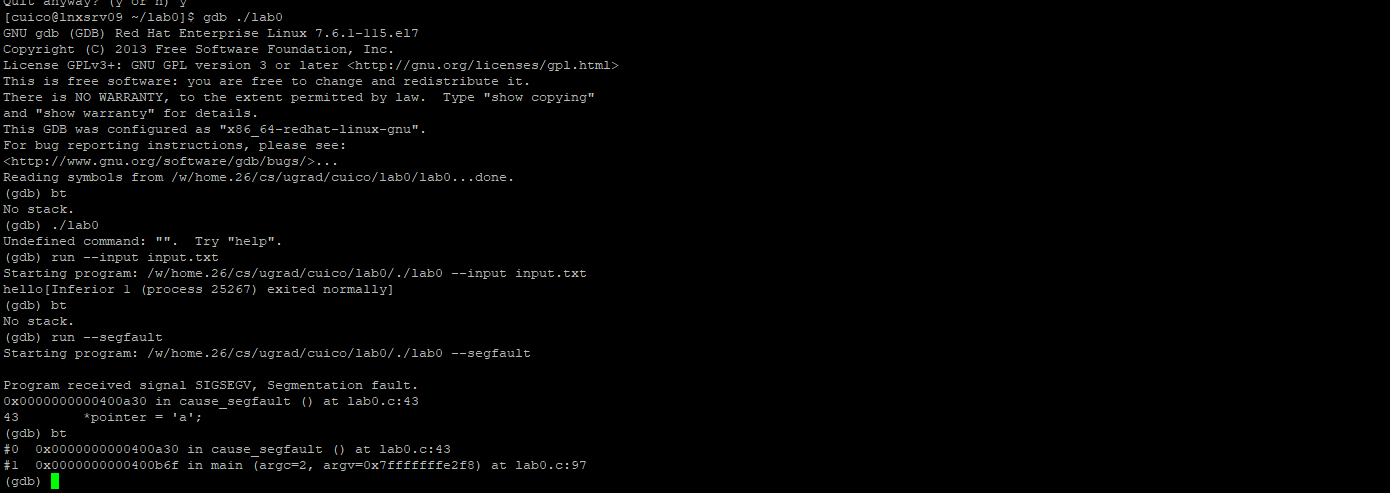 Quit anyway? (y or n) y
[cuico@lnxsrv09 ~/lab0]$ gdb ./lab0
GNU gdb (GDB) Red Hat Enterprise Linux 7.6.1-115.el7
Copyright (C) 2013 Free Software Foundation, Inc.
License GPLv3+: GNU GPL version 3 or later <http://gnu.org/licenses/gpl.html>
This is free software: you are free to change and redistribute it.
There is NO WARRANTY, to the extent permitted by law.  Type "show copying"
and "show warranty" for details.
This GDB was configured as "x86_64-redhat-linux-gnu".
For bug reporting instructions, please see:
<http://www.gnu.org/software/gdb/bugs/>...
Reading symbols from /w/home.26/cs/ugrad/cuico/lab0/lab0...done.
(gdb) bt
No stack.
(gdb) ./lab0
Undefined command: "".  Try "help".
(gdb) run --input input.txt
Starting program: /w/home.26/cs/ugrad/cuico/lab0/./lab0 --input input.txt
hello[Inferior 1 (process 25267) exited normally]
(gdb) bt
No stack.
(gdb) run --segfault
Starting program: /w/home.26/cs/ugrad/cuico/lab0/./lab0 --segfault
Program received signal SIGSEGV, Segmentation fault.
0x0000000000400a30 in cause_segfault () at lab0.c:43
43        *pointer = 'a';
(gdb) bt
#0  0x0000000000400a30 in cause_segfault () at lab0.c:43
#1  0x0000000000400b6f in main (argc=2, argv=0x7fffffffe2f8) at lab0.c:97
(gdb)